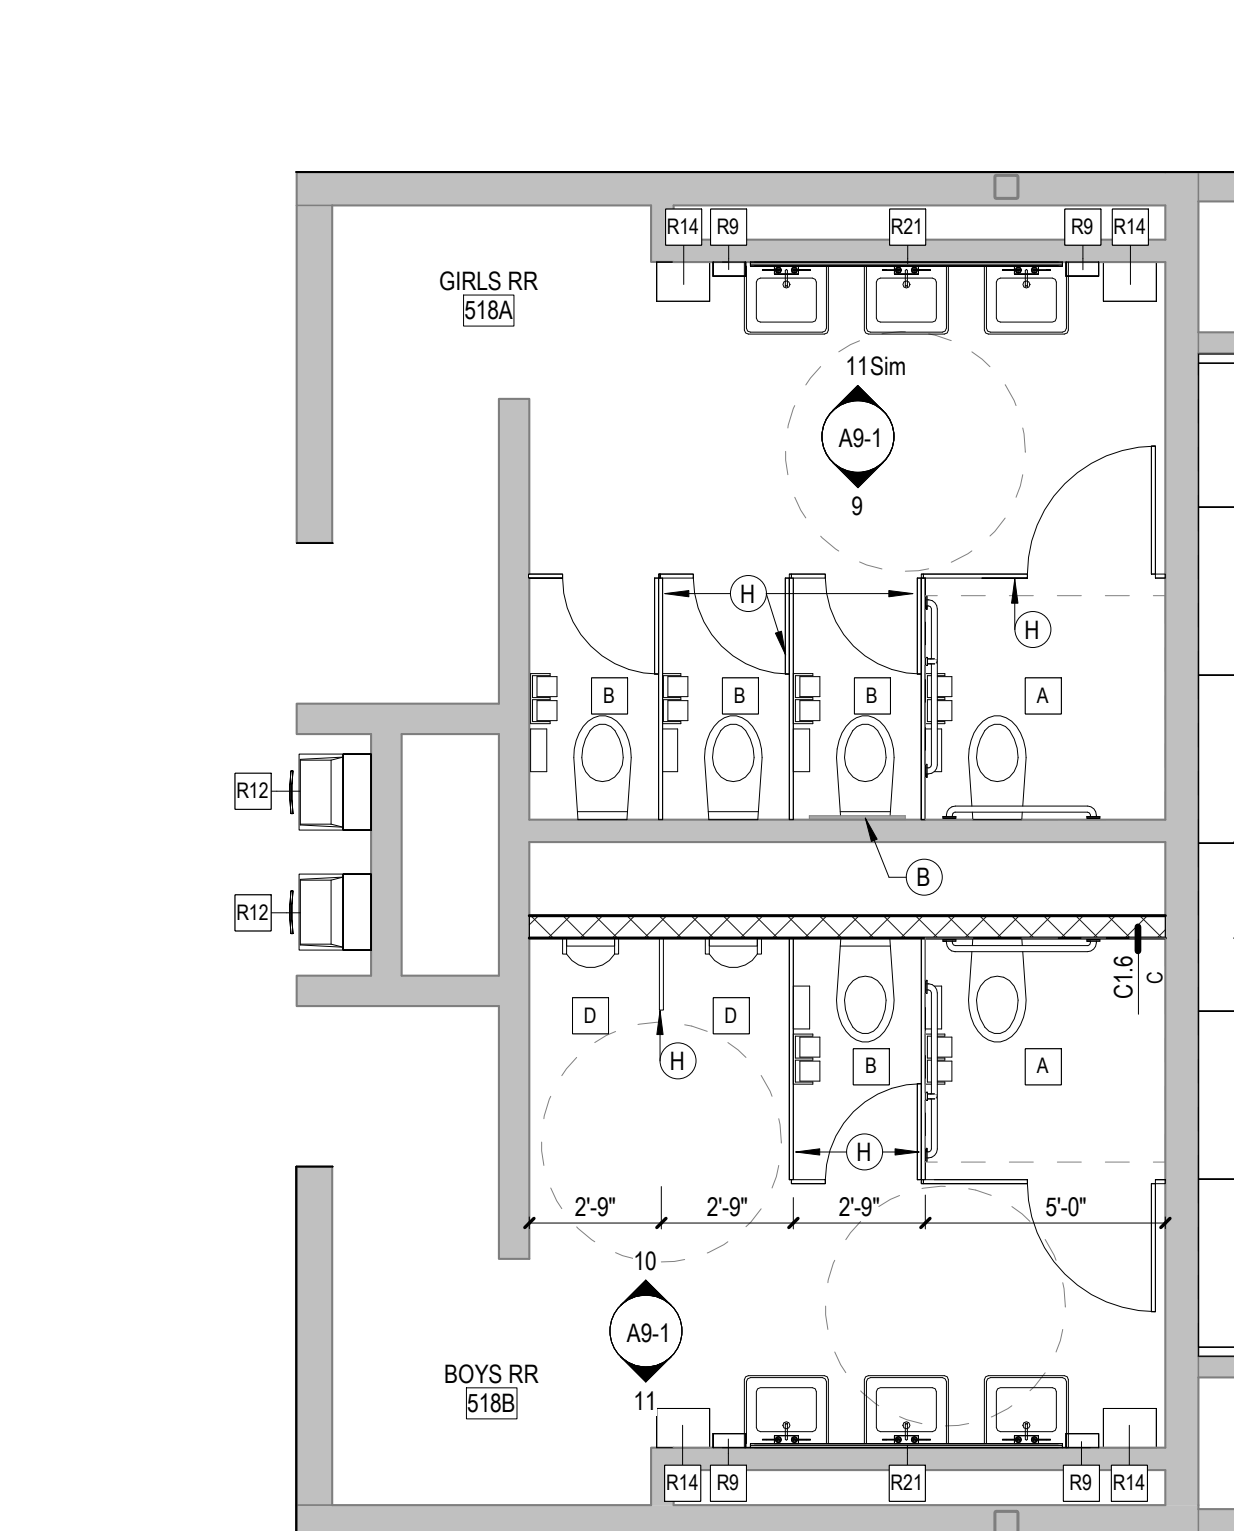 R14 R9 R21 R9 R14
GIRLS RR
518A
11Sim
A9-1
9
H
H
B B B A
R12
B
R12
C1.6
C
D D
H
B A
H
2'-9" 2'-9" 2'-9" 5'-0"
10
A9-1
11
BOYS RR
518B
R14 R9 R21 R9 R14